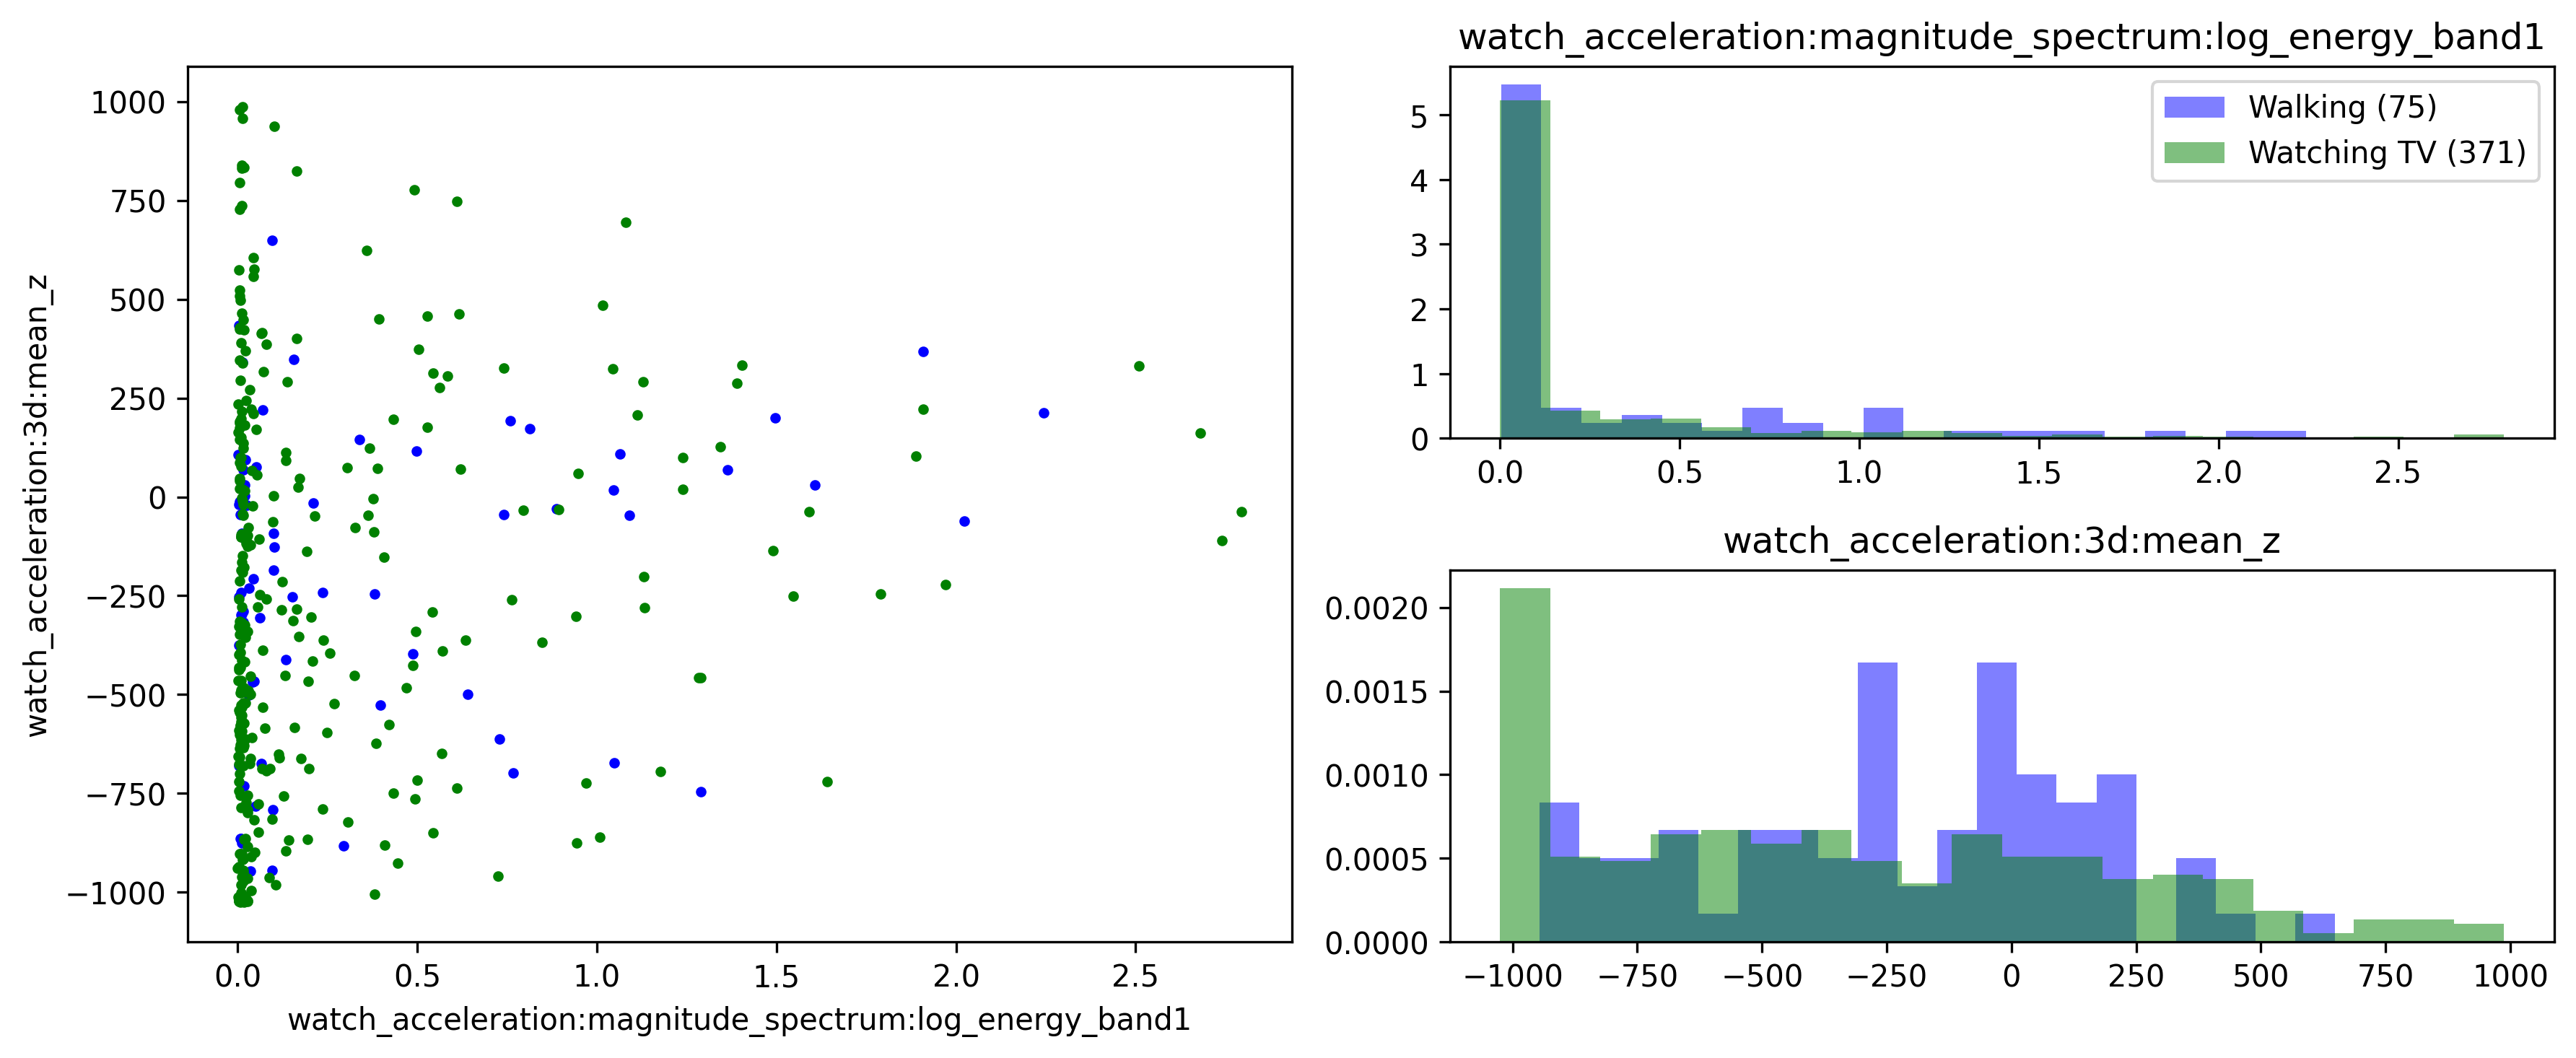 watch_acceleration:3d:mean_z
1000
750
500
250
0
−250
−500
−750
−1000
0.0 0.5 1.0 1.5 2.0 2.5
watch_acceleration:magnitude_spectrum:log_energy_band1
watch_acceleration:magnitude_spectrum:log_energy_band1
5
4
3
2
1
0
Walking (75)
Watching TV (371)
0.0 0.5 1.0 1.5 2.0 2.5
watch_acceleration:3d:mean_z
0.0020
0.0015
0.0010
0.0005
0.0000
−1000 −750 −500 −250 0 250 500 750 1000